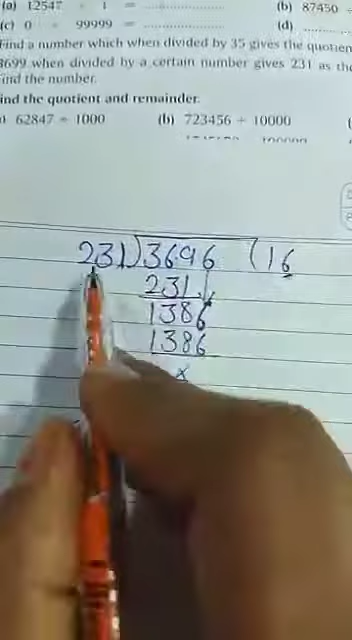 (a) 12547 ÷ 1 = ................
(b) 87450 ÷
(c) 0 ÷ 99999 = ................
(d)
Find a number which when divided by 35 gives the quotien
3699 when divided by a certain number gives 231 as the
ind the number.
ind the quotient and remainder.
) 62847 ÷ 1000
(b) 723456 ÷ 10000
231)3696(16
231
1386
1386
x